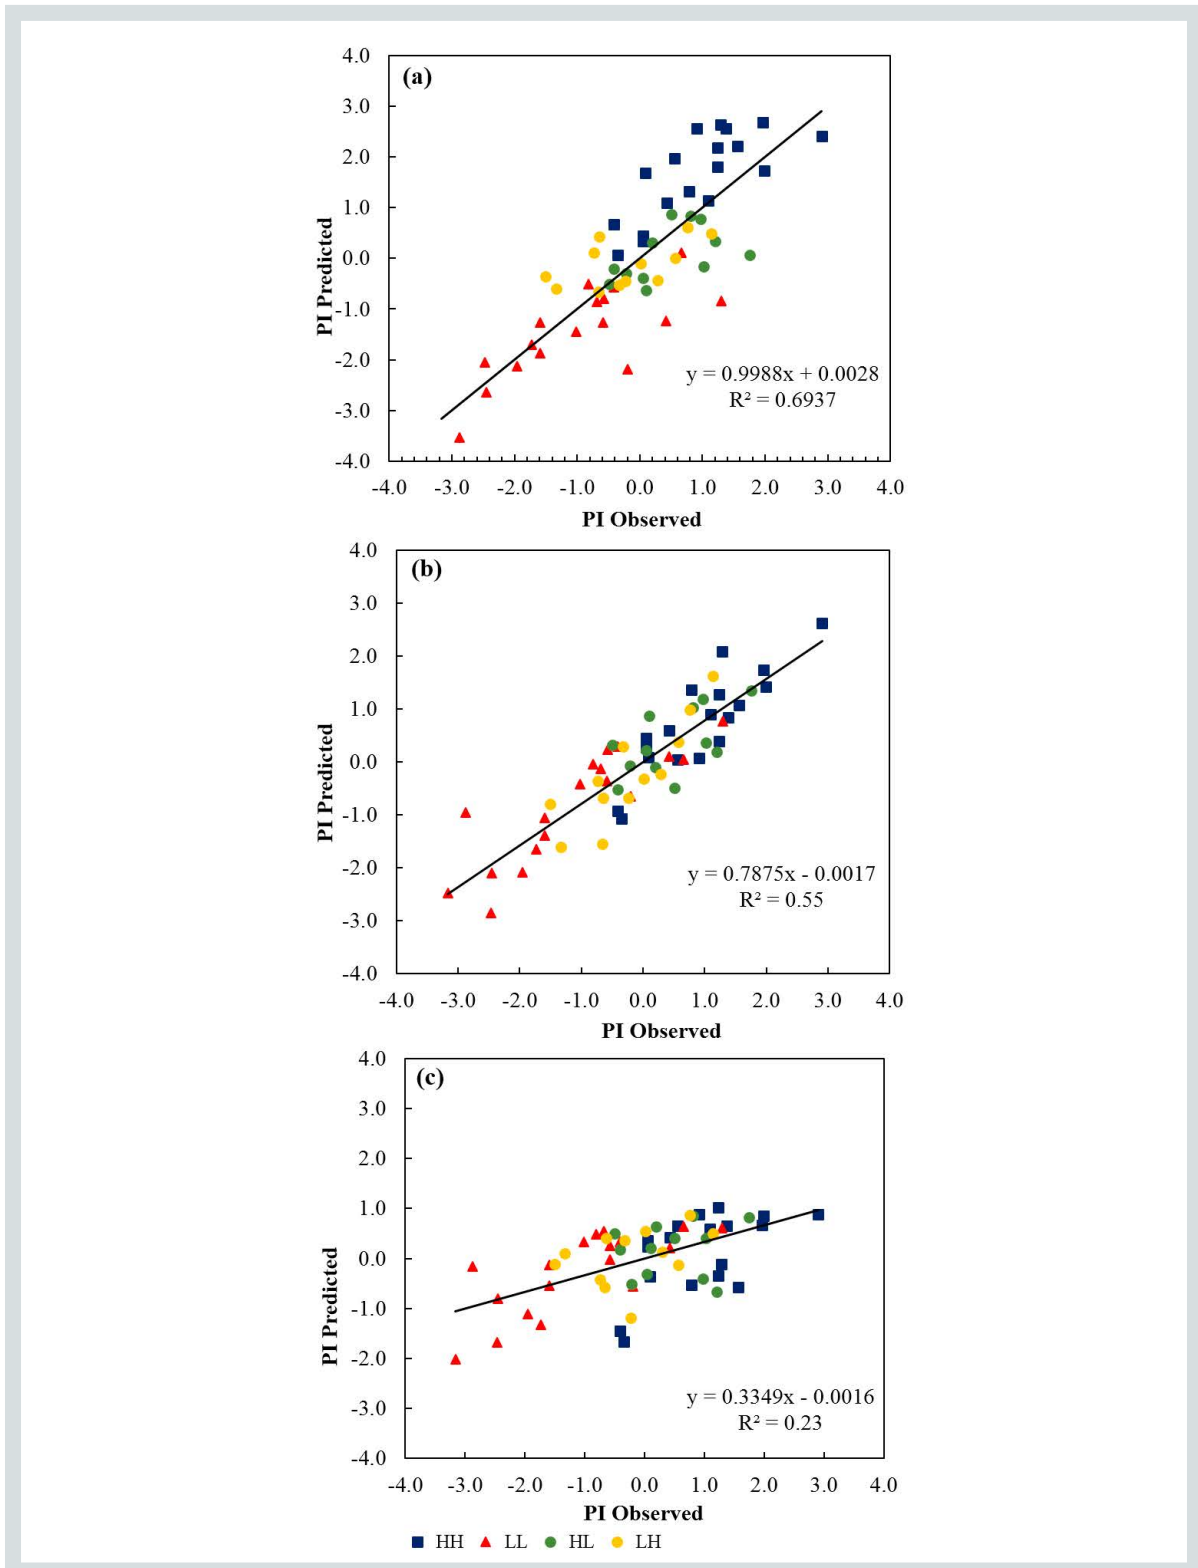 (a)
4.0
3.0
2.0
1.0
0.0
-1.0
-2.0
-3.0
-4.0
PI Predicted
y = 0.9988x + 0.0028
R² = 0.6937
-4.0 -3.0 -2.0 -1.0 0.0 1.0 2.0 3.0 4.0
PI Observed
(b)
4.0
3.0
2.0
1.0
0.0
-1.0
-2.0
-3.0
-4.0
PI Predicted
y = 0.7875x - 0.0017
R² = 0.55
-4.0 -3.0 -2.0 -1.0 0.0 1.0 2.0 3.0 4.0
PI Observed
(c)
4.0
3.0
2.0
1.0
0.0
-1.0
-2.0
-3.0
-4.0
PI Predicted
y = 0.3349x - 0.0016
R² = 0.23
-4.0 -3.0 -2.0 -1.0 0.0 1.0 2.0 3.0 4.0
PI Observed
HH LL HL LH